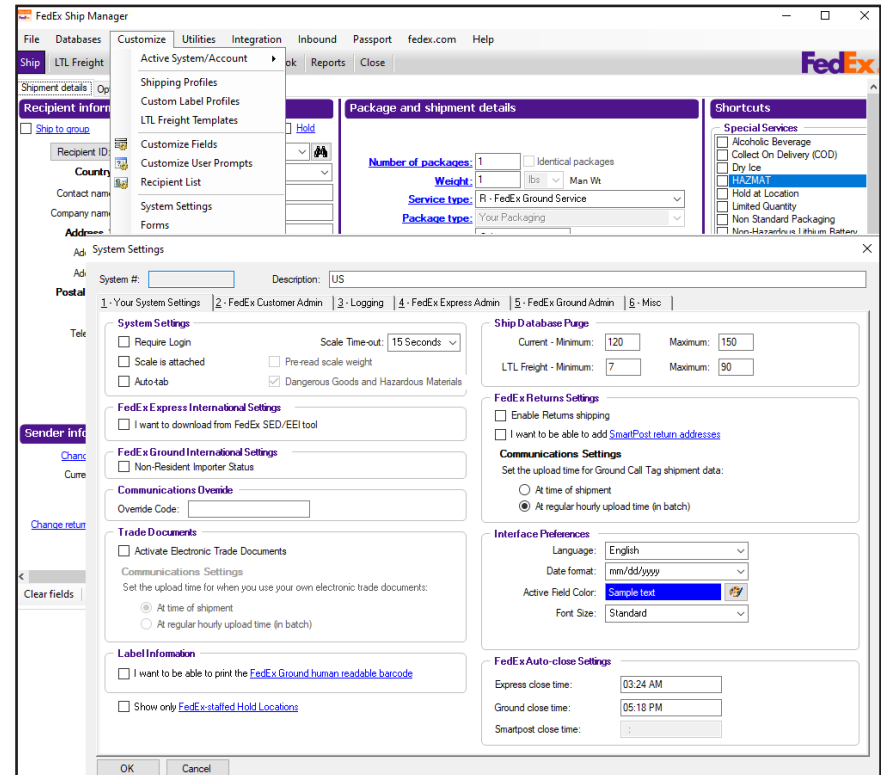 FedEx Ship Manager
File Databases Customize Utilities Integration Inbound Passport fedex.com Help
Ship LTL Freight ok Reports Close
FedEx
Active System/Account
Shipping Profiles
Custom Label Profiles
LTL Freight Templates
Customize Fields
Customize User Prompts
Recipient List
System Settings
Forms
Shipment details Op
Recipient inform
Ship to group Hold
Recipient ID:
Country
Contact name
Company name
Address
Postal
Tele
Sender info
Chang
Curre
Change return
Clear fields
Package and shipment details
Number of packages: 1 Identical packages
Weight: 1 lbs Man Wt
Service type: R - FedEx Ground Service
Package type: Your Packaging
Shortcuts
Special Services
Alcoholic Beverage
Collect On Delivery (COD)
Dry Ice
HAZMAT
Hold at Location
Limited Quantity
Non Standard Packaging
Non-Hazardous Lithium Battery
System Settings
System #: Description: US
1 - Your System Settings 2 - FedEx Customer Admin 3 - Logging 4 - FedEx Express Admin 5 - FedEx Ground Admin 6 - Misc
System Settings
Require Login Scale Time-out: 15 Seconds
Scale is attached Pre-read scale weight
Auto-tab Dangerous Goods and Hazardous Materials
FedEx Express International Settings
I want to download from FedEx SED/EEI tool
FedEx Ground International Settings
Non-Resident Importer Status
Communications Override
Override Code:
Trade Documents
Activate Electronic Trade Documents
Communications Settings
Set the upload time for when you use your own electronic trade documents:
At time of shipment
At regular hourly upload time (in batch)
Label Information
I want to be able to print the FedEx Ground human readable barcode
Show only FedEx-staffed Hold Locations
Ship Database Purge
Current - Minimum: 120 Maximum: 150
LTL Freight - Minimum: 7 Maximum: 90
FedEx Returns Settings
Enable Returns shipping
I want to be able to add SmartPost return addresses
Communications Settings
Set the upload time for Ground Call Tag shipment data:
At time of shipment
At regular hourly upload time (in batch)
Interface Preferences
Language: English
Date format: mm/dd/yyyy
Active Field Color: Sample text
Font Size: Standard
FedEx Auto-close Settings
Express close time: 03:24 AM
Ground close time: 05:18 PM
Smartpost close time: :
OK Cancel